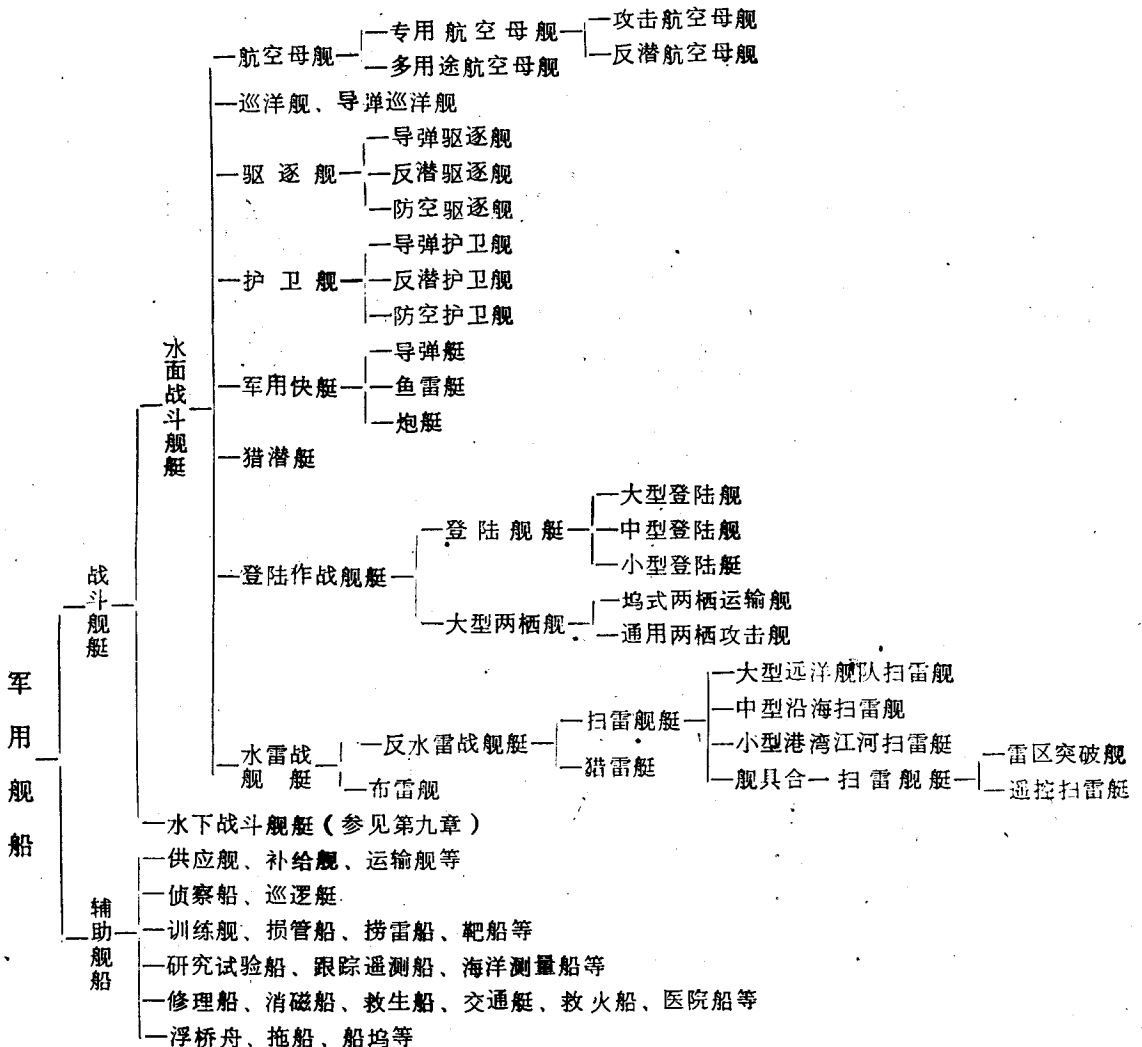 军用舰船
战斗舰艇
水面战斗舰艇
航空母舰
专用航空母舰
攻击航空母舰
反潜航空母舰
多用途航空母舰
巡洋舰、导弹巡洋舰
驱逐舰
导弹驱逐舰
反潜驱逐舰
防空驱逐舰
护卫舰
导弹护卫舰
反潜护卫舰
防空护卫舰
军用快艇
导弹艇
鱼雷艇
炮艇
猎潜艇
登陆作战舰艇
登陆舰艇
大型登陆舰
中型登陆舰
小型登陆艇
大型两栖舰
坞式两栖运输舰
通用两栖攻击舰
水雷战
舰艇
反水雷战舰艇
扫雷舰艇
大型远洋舰队扫雷舰
中型沿海扫雷舰
小型港湾江河扫雷艇
舰具合一扫雷舰艇
雷区突破舰
遥控扫雷艇
猎雷艇
布雷舰
水下战斗舰艇（参见第九章）
辅助舰船
供应舰、补给舰、运输舰等
侦察船、巡逻艇
训练舰、损管船、捞雷船、靶船等
研究试验船、跟踪遥测船、海洋测量船等
修理船、消磁船、救生船、交通艇、救火船、医院船等
浮桥舟、拖船、船坞等